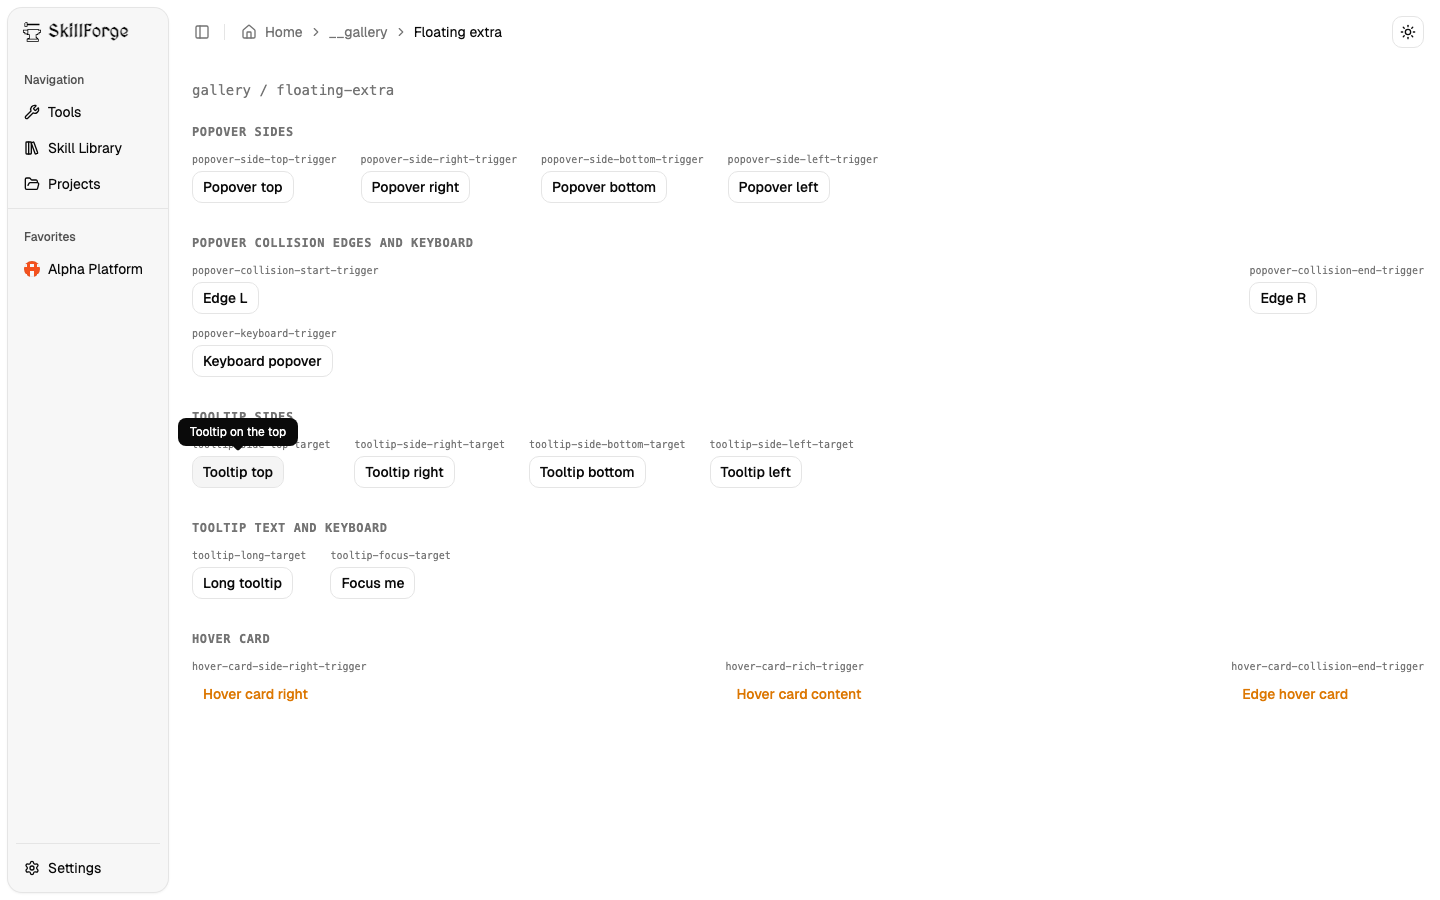 SkillForge
Home > __gallery > Floating extra
Navigation
Tools
Skill Library
Projects
Favorites
Alpha Platform
Settings
gallery / floating-extra
POPOVER SIDES
popover-side-top-trigger popover-side-right-trigger popover-side-bottom-trigger popover-side-left-trigger
Popover top Popover right Popover bottom Popover left
POPOVER COLLISION EDGES AND KEYBOARD
popover-collision-start-trigger popover-collision-end-trigger
Edge L Edge R
popover-keyboard-trigger
Keyboard popover
TOOLTIP SIDES
Tooltip on the top
tooltip-side-top-target tooltip-side-right-target tooltip-side-bottom-target tooltip-side-left-target
Tooltip top Tooltip right Tooltip bottom Tooltip left
TOOLTIP TEXT AND KEYBOARD
tooltip-long-target tooltip-focus-target
Long tooltip Focus me
HOVER CARD
hover-card-side-right-trigger hover-card-rich-trigger hover-card-collision-end-trigger
Hover card right Hover card content Edge hover card